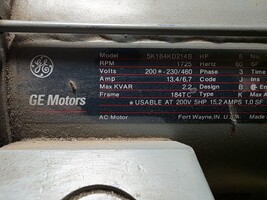 Model 5K184KD214B HP 5
RPM 1725 Hertz 60 SF
Volts 200*-230/460 Phase 3
Amp 13.4/6.7 Code J
Max KVAR 2.2 Design B
Frame 184TC Type K
GE
GE Motors
* USABLE AT 200V 5HP 15.2 AMPS 1.0 SF
AC Motor Fort Wayne, IN. U.S.A.